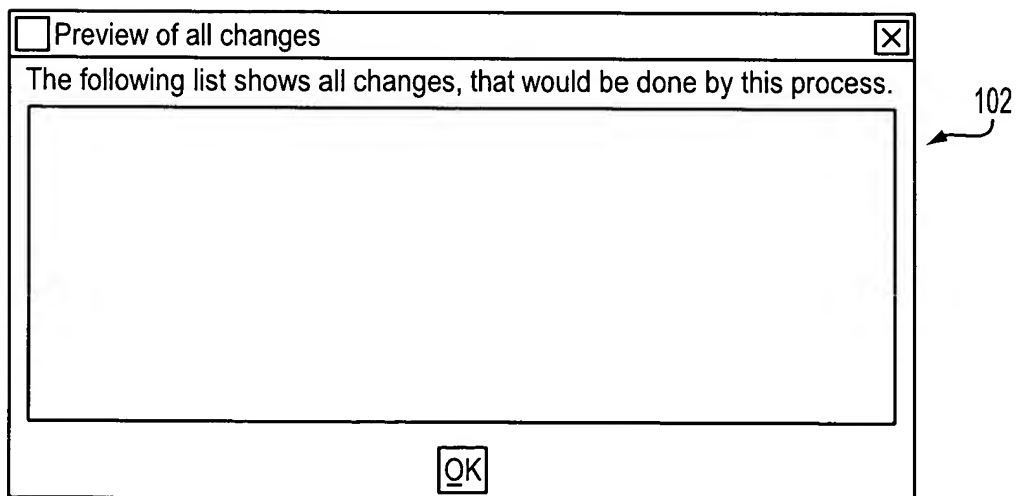 Preview of all changes
The following list shows all changes, that would be done by this process.
102
OK